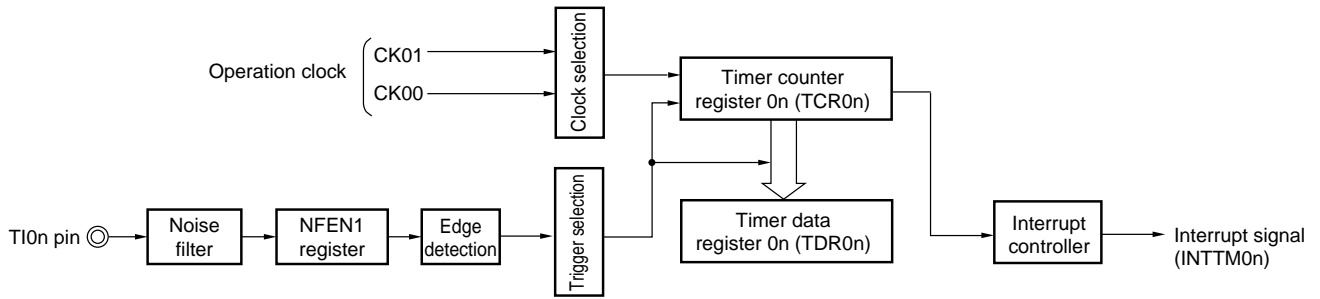 Operation clock
CK01
CK00
Clock selection
Timer counter
register 0n (TCR0n)
TI0n pin
Noise
filter
NFEN1
register
Edge
detection
Trigger selection
Timer data
register 0n (TDR0n)
Interrupt
controller
Interrupt signal
(INTTM0n)